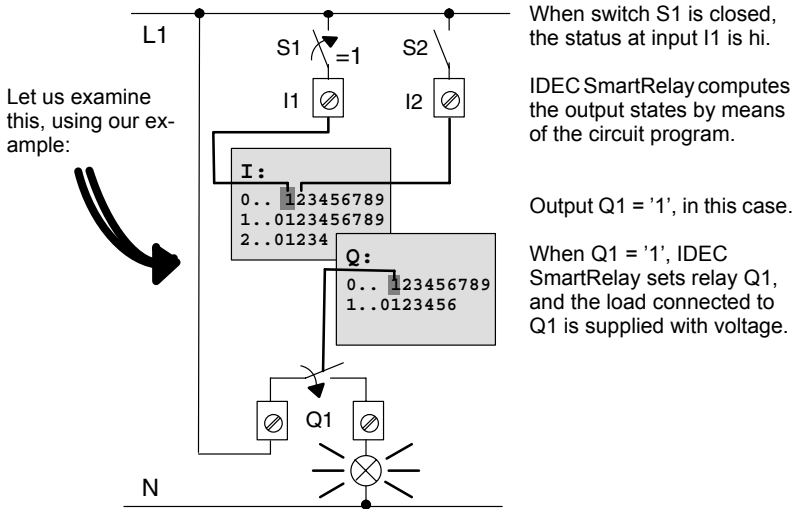 L1
S1
=1
S2
I1
I2
Let us examine
this, using our ex-
ample:
I:
0.. 123456789
1..0123456789
2..01234
Q:
0.. 123456789
1..0123456
Q1
N
When switch S1 is closed,
the status at input I1 is hi.
IDEC SmartRelay computes
the output states by means
of the circuit program.
Output Q1 = '1', in this case.
When Q1 = '1', IDEC
SmartRelay sets relay Q1,
and the load connected to
Q1 is supplied with voltage.